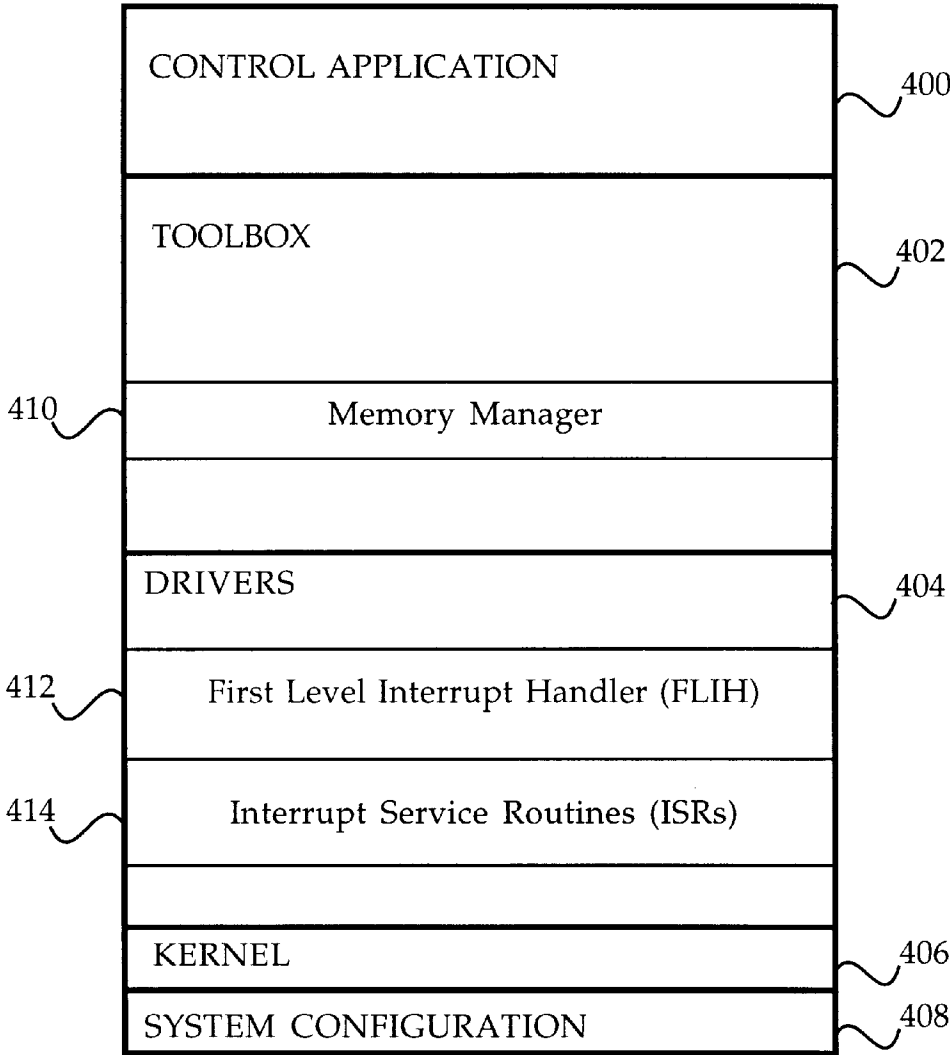 CONTROL APPLICATION
400
TOOLBOX
402
410
Memory Manager
DRIVERS
404
412
First Level Interrupt Handler (FLIH)
414
Interrupt Service Routines (ISRs)
KERNEL
406
SYSTEM CONFIGURATION
408